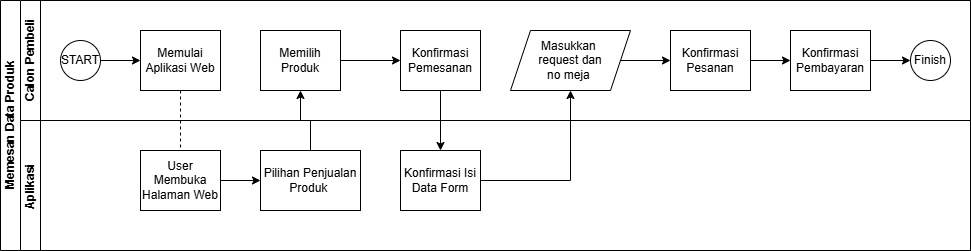 Memesan Data Produk
Calon Pembeli
START
Memulai
Aplikasi Web
Memilih
Produk
Konfirmasi
Pemesanan
Masukkan
request dan
no meja
Konfirmasi
Pesanan
Konfirmasi
Pembayaran
Finish
Aplikasi
User
Membuka
Halaman Web
Pilihan Penjualan
Produk
Konfirmasi Isi
Data Form